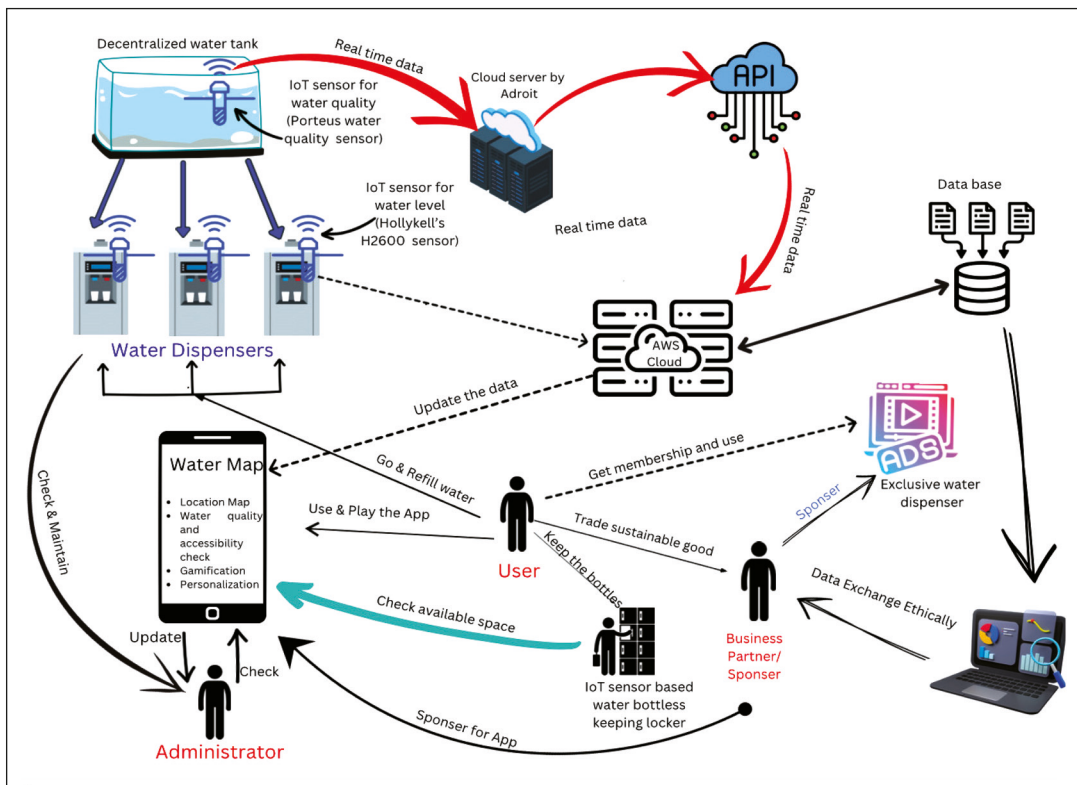 Decentralized water tank
Real time data
IoT sensor for
water quality
(Porteus water
quality sensor)
Cloud server by
Adroit
API
IoT sensor for
water level
(Hollykell's
H2600 sensor)
Real time data
Real time data
Data base
Water Dispensers
AWS
Cloud
Update the data
ADS
Exclusive water
dispenser
Water Map
• Location Map
• Water quality
and
accessibility
check
• Gamification
• Personalization
Go & Refill water
Get membership and use
Use & Play the App
Trade sustainable good
Sponser
Check & Maintain
User
Keep the bottles
Data Exchange Ethically
Check available space
Business
Partner/
Sponser
Update
Check
IoT sensor based
water bottless
keeping locker
Sponser for App
Administrator